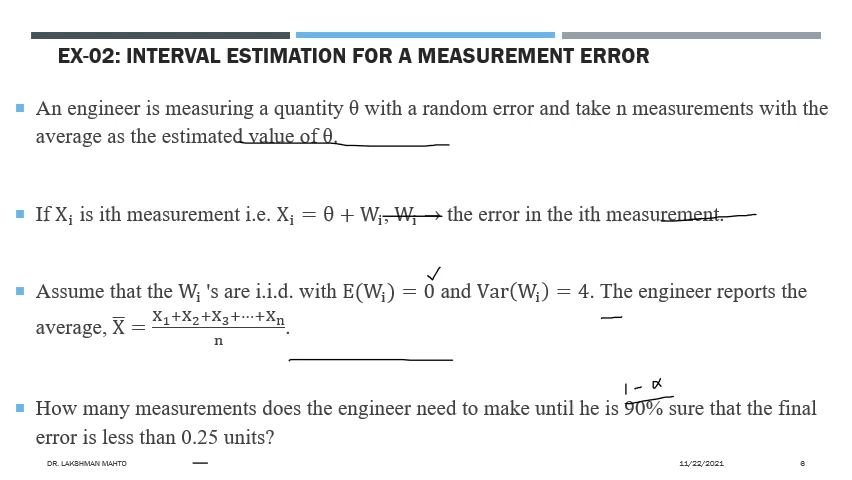 EX-02: INTERVAL ESTIMATION FOR A MEASUREMENT ERROR
An engineer is measuring a quantity θ with a random error and take n measurements with the
average as the estimated value of θ.
If Xᵢ is ith measurement i.e. Xᵢ = θ + Wᵢ, Wᵢ → the error in the ith measurement.
Assume that the Wᵢ 's are i.i.d. with E(Wᵢ) = 0 and Var(Wᵢ) = 4. The engineer reports the
average, X̅ = X₁+X₂+X₃+⋯+Xₙ / n.
1 - α
How many measurements does the engineer need to make until he is 90% sure that the final
error is less than 0.25 units?
DR. LAKSHMAN MAHTO 11/22/2021 6